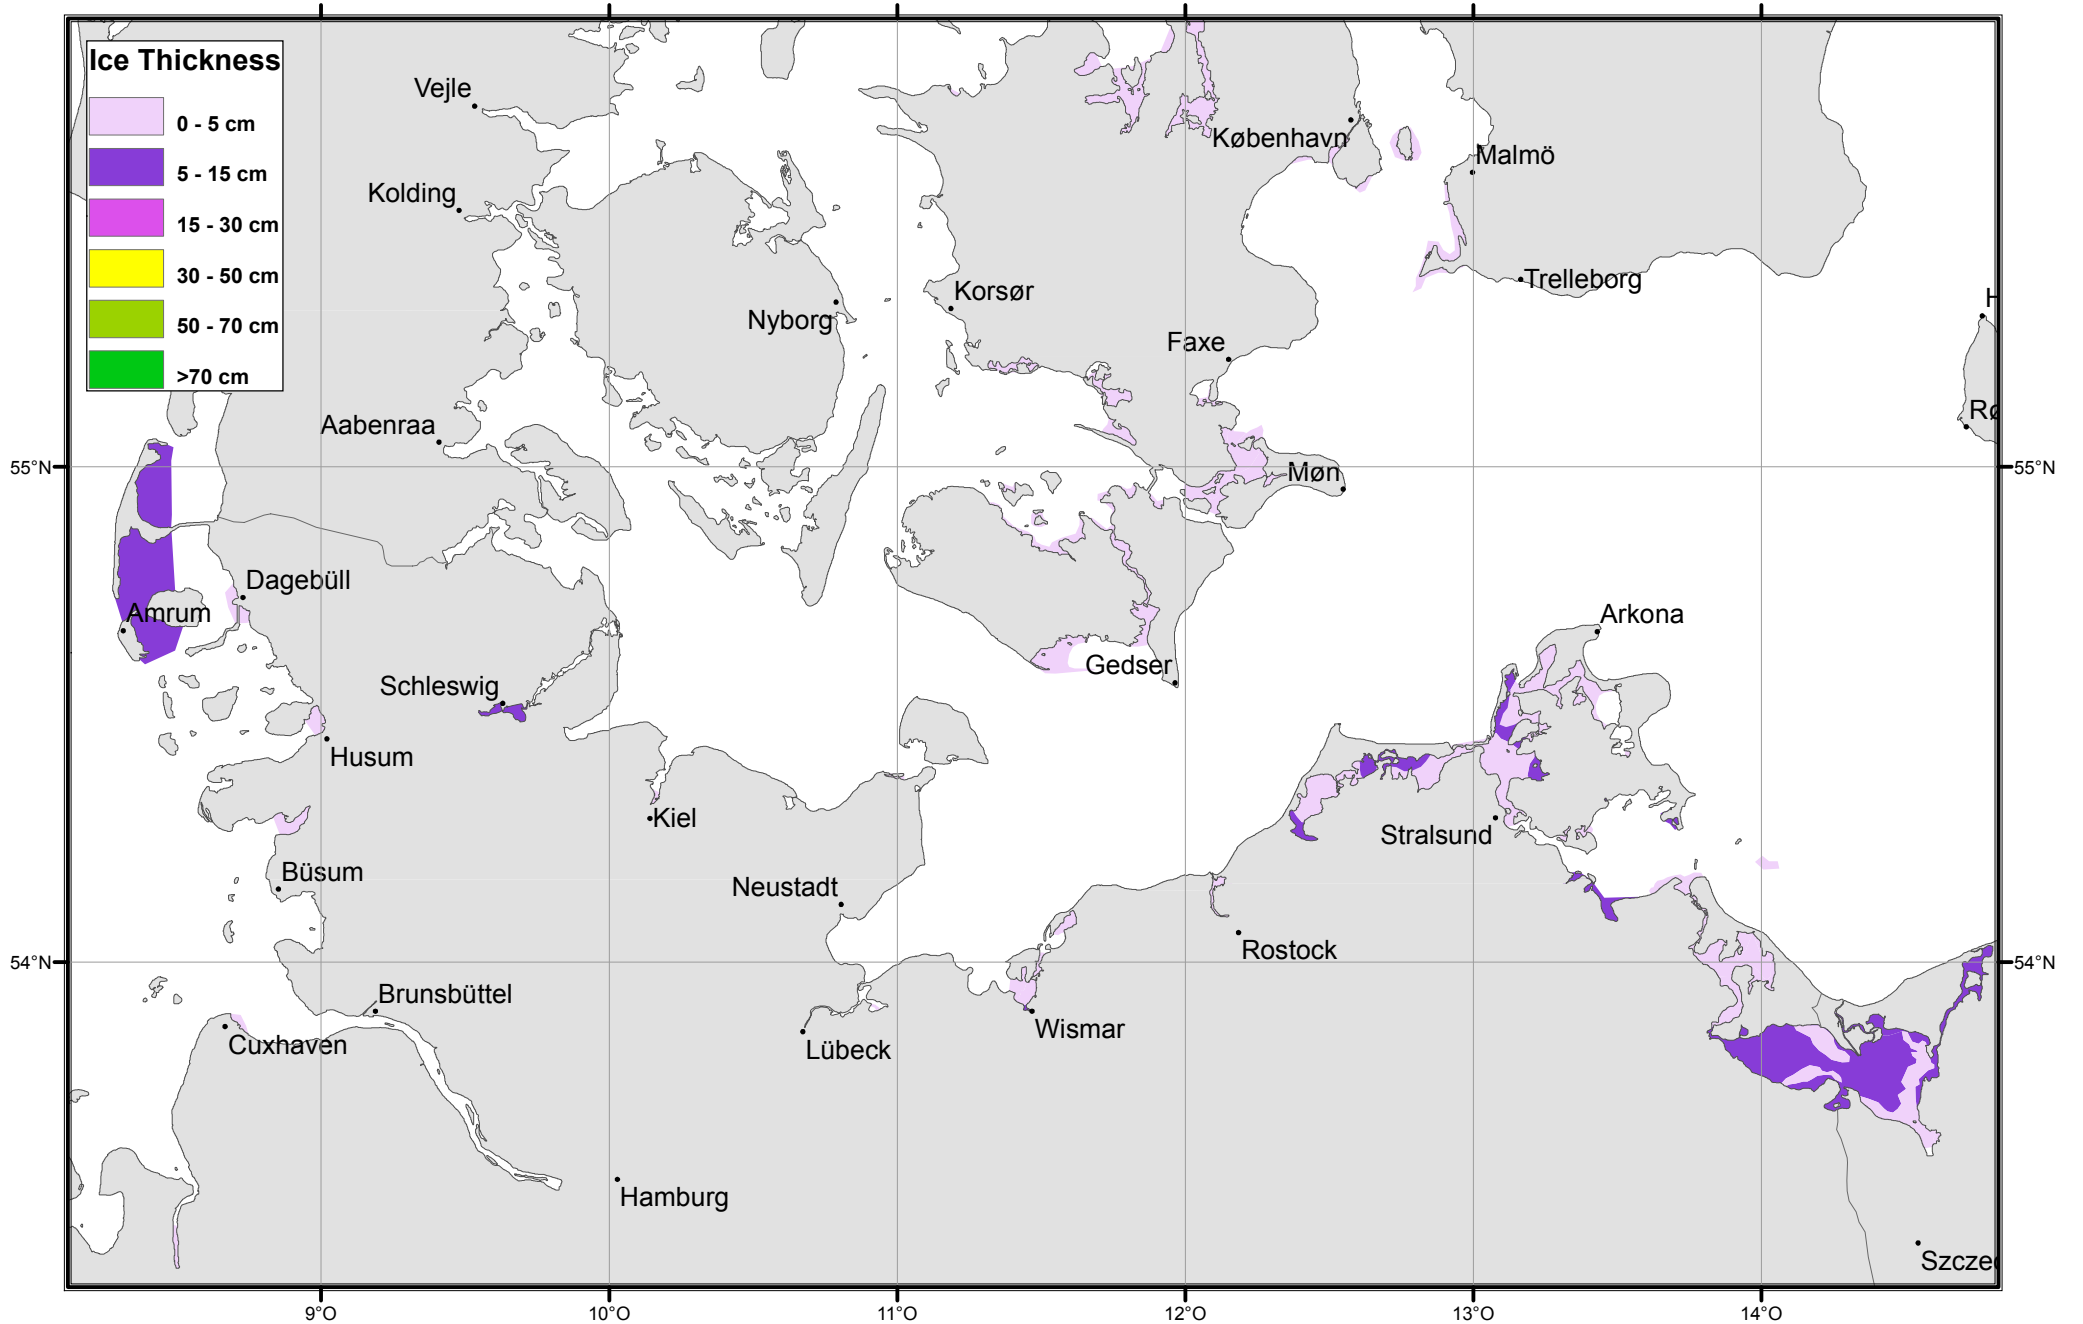 Ice Thickness
0 - 5 cm
5 - 15 cm
15 - 30 cm
30 - 50 cm
50 - 70 cm
>70 cm
Vejle
København
Malmö
Kolding
Trelleborg
Korsør
H
Nyborg
Faxe
Rø
Aabenraa
55°N
55°N
Møn
Dagebüll
Amrum
Arkona
Gedser
Schleswig
Husum
Kiel
Stralsund
Büsum
Neustadt
Rostock
54°N
54°N
Brunsbüttel
Wismar
Cuxhaven
Lübeck
Hamburg
Szcze
9°O
10°O
11°O
12°O
13°O
14°O